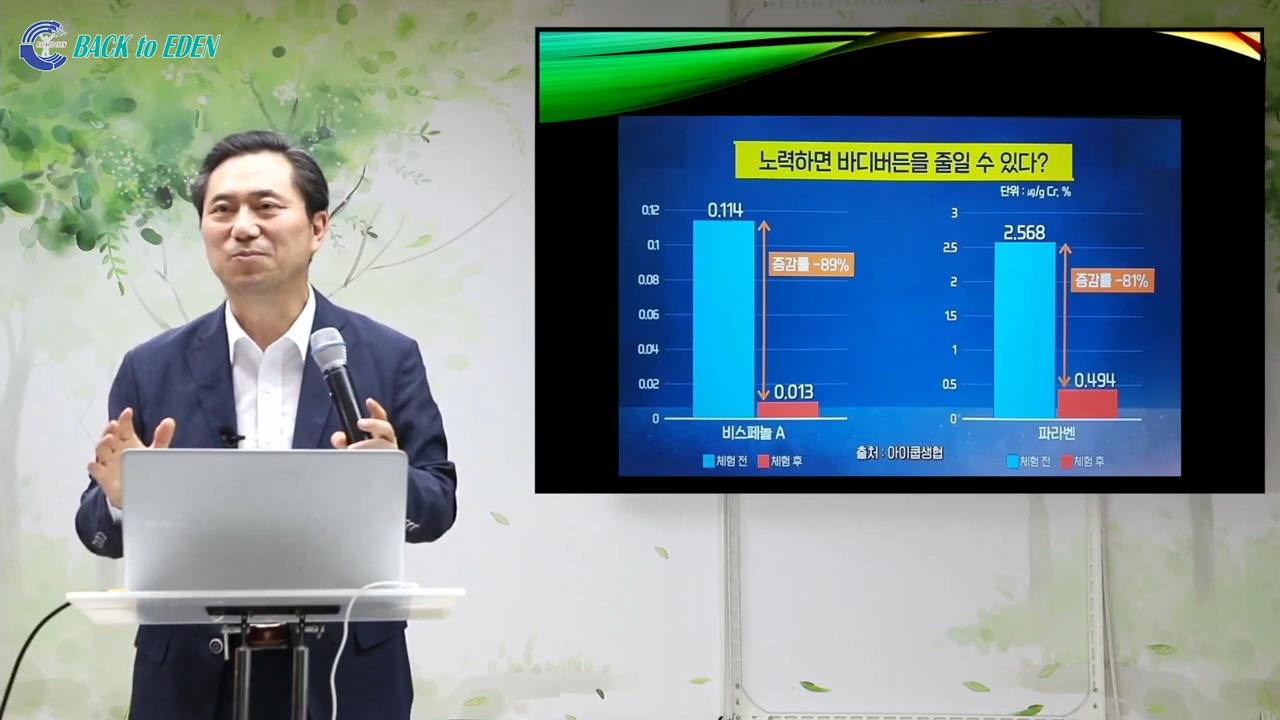 BACK to EDEN
노력하면 바디버든을 줄일 수 있다?
단위 : ㎍/g Cr, %
0.12
0.1
0.08
0.06
0.04
0.02
0
0.114
증감률 -89%
0.013
비스페놀 A
체험 전 체험 후
3
2.5
2
1.5
1
0.5
0
2.568
증감률 -81%
0.494
파라벤
체험 전 체험 후
출처 : 아이쿱생협